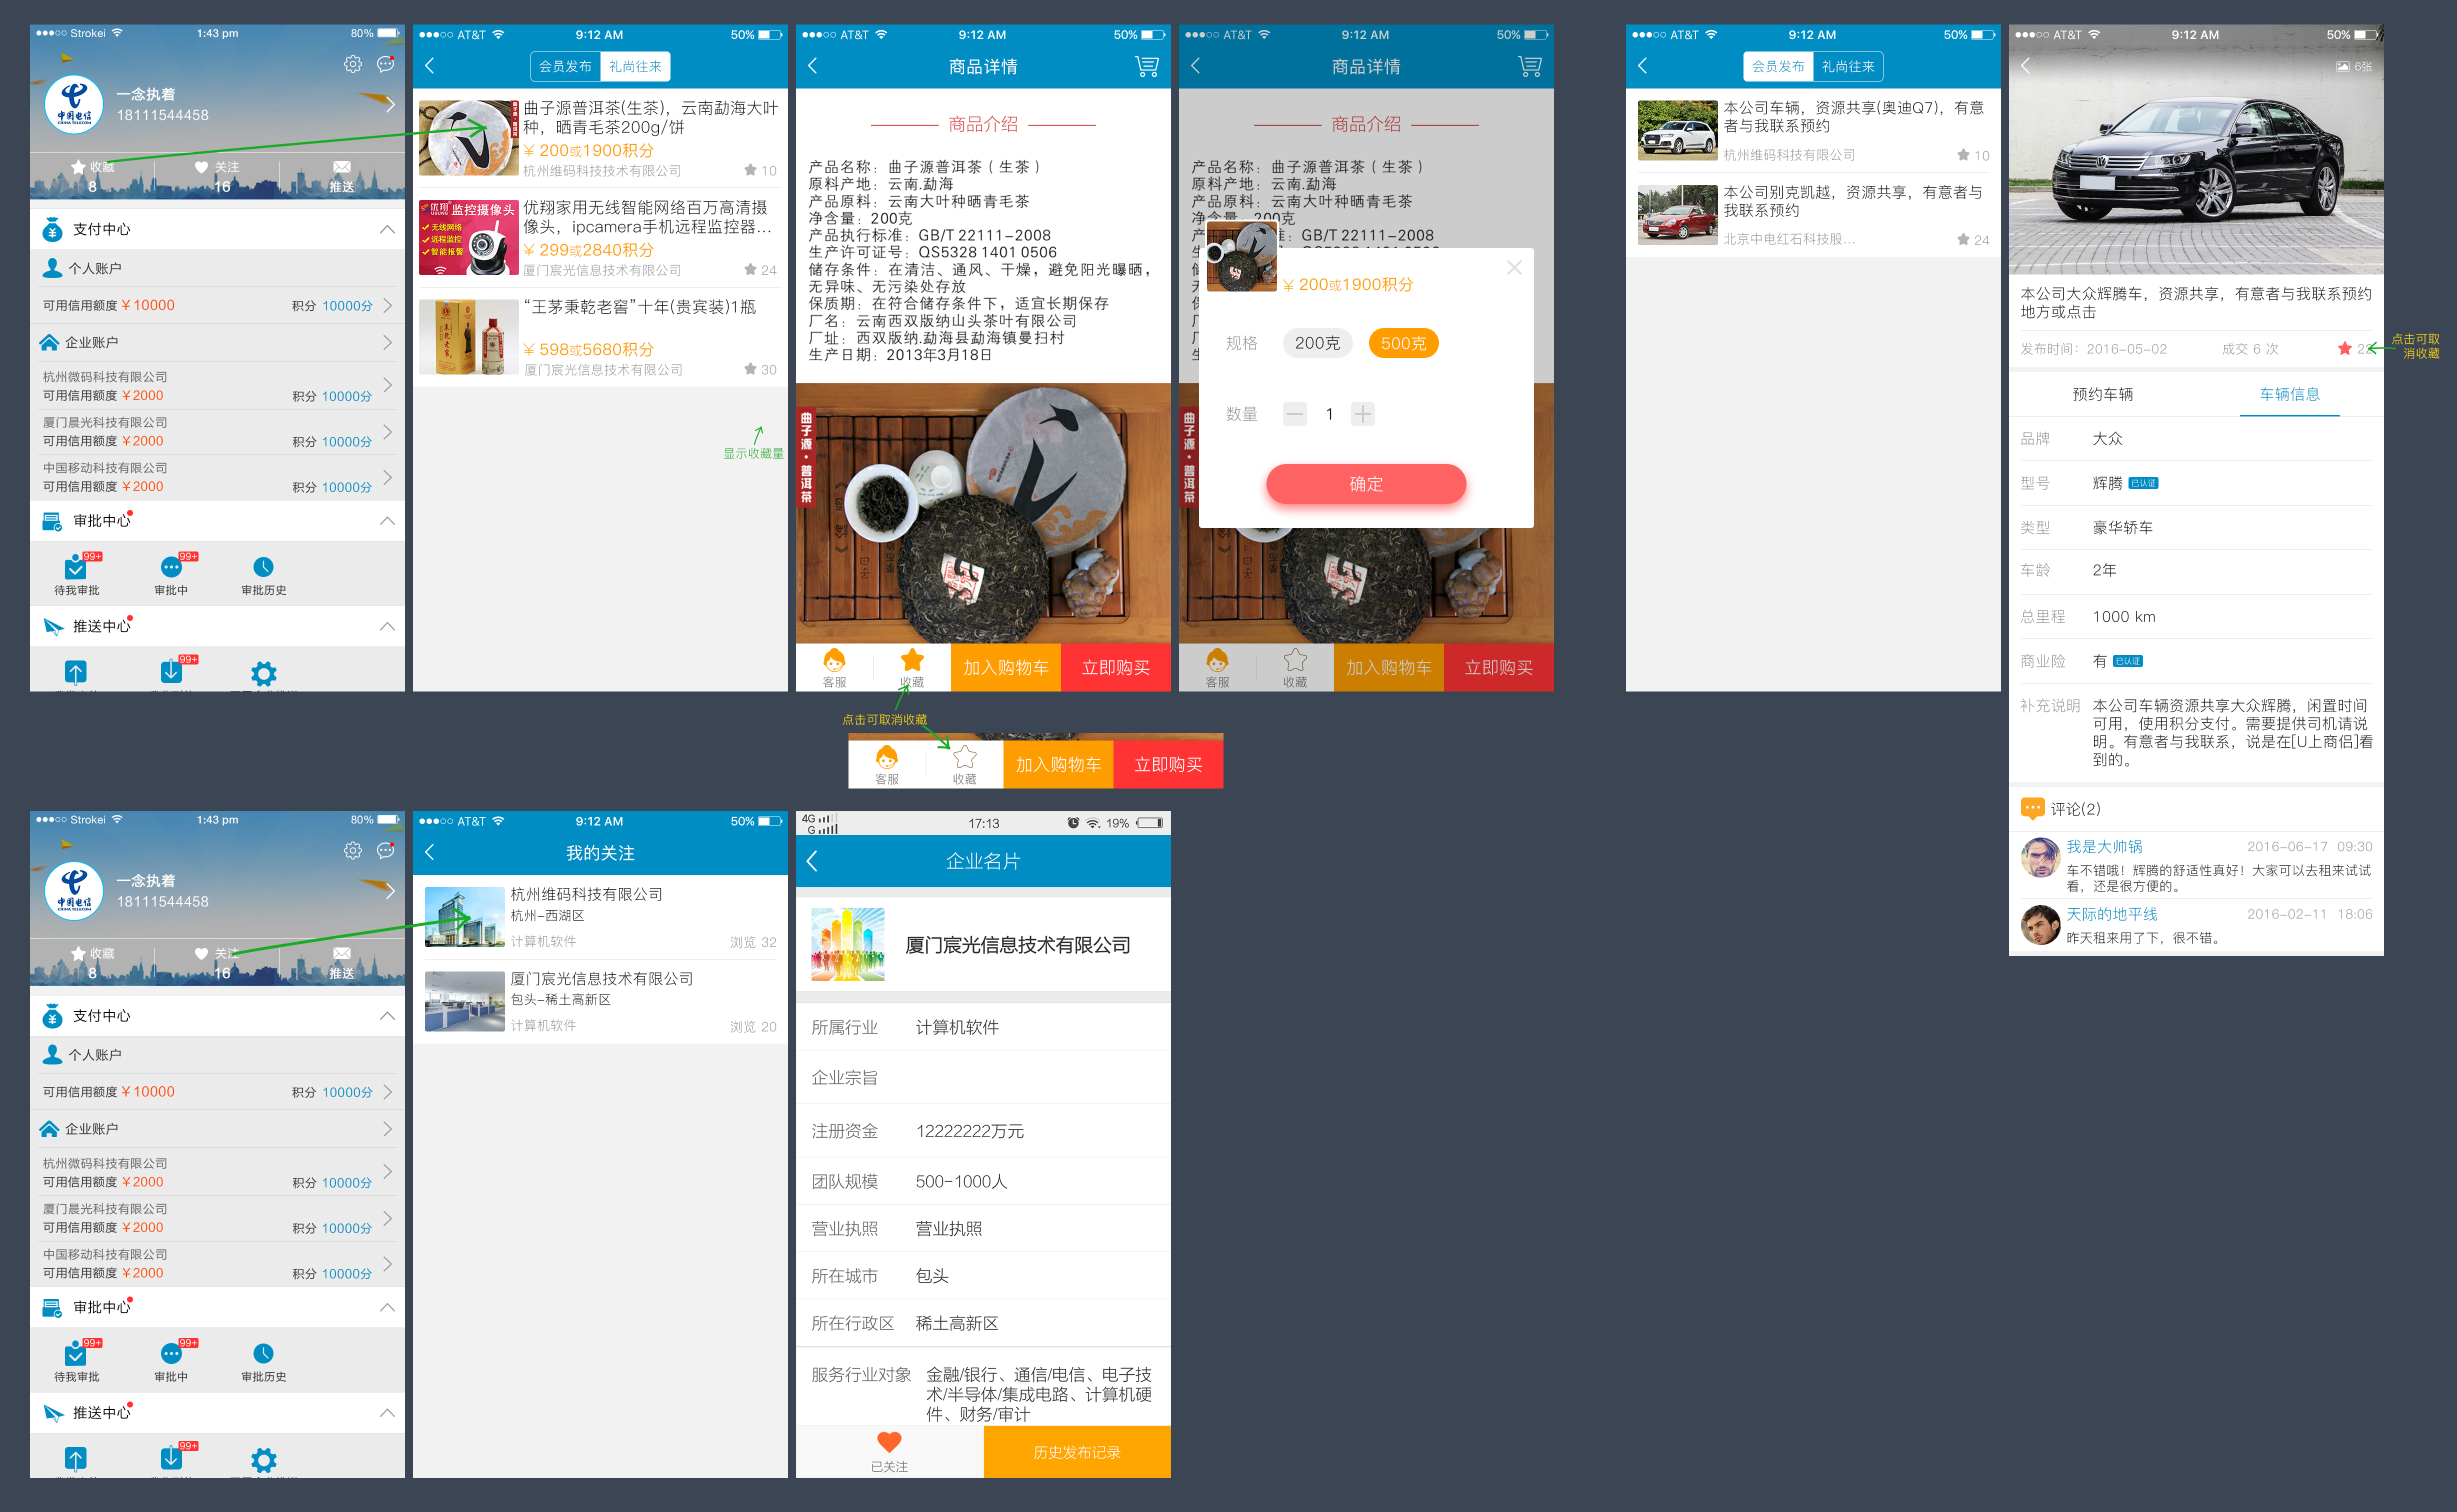 ●●●○○ Strokei 1:43 pm 80%
一念执着
18111544458
中国电信
CHINA TELECOM
收藏 关注
8 16 推送
支付中心
个人账户
可用信用额度 ¥10000 积分 10000分
企业账户
杭州微码科技有限公司
可用信用额度 ¥2000 积分 10000分
厦门晨光科技有限公司
可用信用额度 ¥2000 积分 10000分
中国移动科技有限公司
可用信用额度 ¥2000 积分 10000分
审批中心
99+ 99+
待我审批 审批中 审批历史
推送中心
99+
●●●○○ AT&T 9:12 AM 50%
会员发布 礼尚往来
曲子源普洱茶(生茶)，云南勐海大叶
种，晒青毛茶200g/饼
¥ 200或1900积分
杭州维码科技技术有限公司 10
优翔 监控摄像头
无线网络
远程监控
智能报警
优翔家用无线智能网络百万高清摄
像头，ipcamera手机远程监控器...
¥ 299或2840积分
厦门宸光信息技术有限公司 24
“王茅秉乾老窖”十年(贵宾装)1瓶
¥ 598或5680积分
厦门宸光信息技术有限公司 30
显示收藏量
●●●○○ AT&T 9:12 AM 50%
商品详情
商品介绍
产品名称：曲子源普洱茶（生茶）
原料产地：云南.勐海
产品原料：云南大叶种晒青毛茶
净含量：200克
产品执行标准：GB/T 22111-2008
生产许可证号：QS5328 1401 0506
储存条件：在清洁、通风、干燥，避免阳光曝晒，
无异味、无污染处存放
保质期：在符合储存条件下，适宜长期保存
厂名：云南西双版纳山头茶叶有限公司
厂址：西双版纳.勐海县勐海镇曼扫村
生产日期：2013年3月18日
曲子源·普洱茶
客服 收藏 加入购物车 立即购买
点击可取消收藏
客服 收藏 加入购物车 立即购买
●●●○○ AT&T 9:12 AM 50%
商品详情
商品介绍
产品名称：曲子源普洱茶（生茶）
原料产地：云南.勐海
产品原料：云南大叶种晒青毛茶
净含量：200克
GB/T 22111-2008
¥ 200或1900积分
规格 200克 500克
数量 1
确定
曲子源·普洱茶
客服 收藏 加入购物车 立即购买
●●●○○ AT&T 9:12 AM 50%
会员发布 礼尚往来
本公司车辆，资源共享(奥迪Q7)，有意
者与我联系预约
杭州维码科技有限公司 10
本公司别克凯越，资源共享，有意者与
我联系预约
北京中电红石科技股... 24
●●●○○ AT&T 9:12 AM 50%
6张
本公司大众辉腾车，资源共享，有意者与我联系预约
地方或点击
发布时间：2016-05-02 成交 6 次 22
点击可取
消收藏
预约车辆 车辆信息
品牌 大众
型号 辉腾 已认证
类型 豪华轿车
车龄 2年
总里程 1000 km
商业险 有 已认证
补充说明 本公司车辆资源共享大众辉腾，闲置时间
可用，使用积分支付。需要提供司机请说
明。有意者与我联系，说是在[U上商侣]看
到的。
评论(2)
我是大帅锅 2016-06-17 09:30
车不错哦！辉腾的舒适性真好！大家可以去租来试试
看，还是很方便的。
天际的地平线 2016-02-11 18:06
昨天租来用了下，很不错。
●●●○○ Strokei 1:43 pm 80%
一念执着
18111544458
中国电信
CHINA TELECOM
收藏 关注
8 16 推送
支付中心
个人账户
可用信用额度 ¥10000 积分 10000分
企业账户
杭州微码科技有限公司
可用信用额度 ¥2000 积分 10000分
厦门晨光科技有限公司
可用信用额度 ¥2000 积分 10000分
中国移动科技有限公司
可用信用额度 ¥2000 积分 10000分
审批中心
99+ 99+
待我审批 审批中 审批历史
推送中心
99+
●●●○○ AT&T 9:12 AM 50%
我的关注
杭州维码科技有限公司
杭州-西湖区
计算机软件 浏览 32
厦门宸光信息技术有限公司
包头-稀土高新区
计算机软件 浏览 20
4G G 17:13 19%
企业名片
厦门宸光信息技术有限公司
所属行业 计算机软件
企业宗旨
注册资金 12222222万元
团队规模 500-1000人
营业执照 营业执照
所在城市 包头
所在行政区 稀土高新区
服务行业对象 金融/银行、通信/电信、电子技
术/半导体/集成电路、计算机硬
件、财务/审计
已关注 历史发布记录